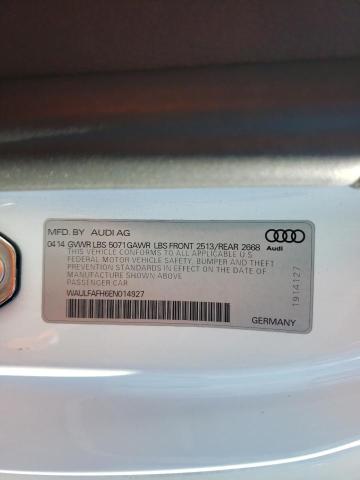 MFD. BY AUDI AG
04 14 GVWR LBS 5071 GAWR LBS FRONT 2513/REAR 2668
THIS VEHICLE CONFORMS TO ALL APPLICABLE U.S
FEDERAL MOTOR VEHICLE SAFETY, BUMPER AND THEFT
PREVENTION STANDARDS IN EFFECT ON THE DATE OF
MANUFACTURE SHOWN ABOVE
PASSENGER CAR
WAULFAFH6EN014927
Audi
1914127
GERMANY